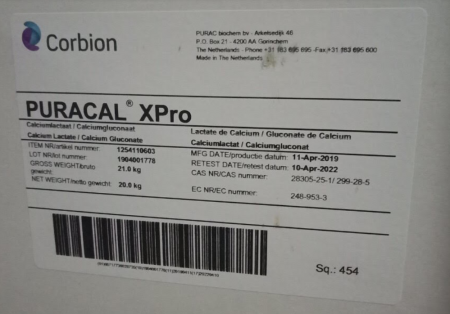 Corbion
PURAC biochem bv - Arkelsedijk 46
P.O. Box 21 - 4200 AA Gorinchem
The Netherlands - Phone +31 183 695 695 -Fax:+31 183 695 600
Made in The Netherlands
PURACAL® XPro
Calciumlactaat / Calciumgluconaat
Calcium Lactate / Calcium Gluconate
Lactate de Calcium / Gluconate de Calcium
Calciumlactat / Calciumgluconat
ITEM NR/artikel nummer: 1254110603
LOT NR/lot nummer: 1904001778
GROSS WEIGHT/bruto gewicht: 21.0 kg
NET WEIGHT/netto gewicht: 20.0 kg
MFG DATE/productie datum: 11-Apr-2019
RETEST DATE/retest datum: 10-Apr-2022
CAS NR/CAS nummer: 28305-25-1/ 299-28-5
EC NR/EC nummer: 248-953-3
Sq.: 454